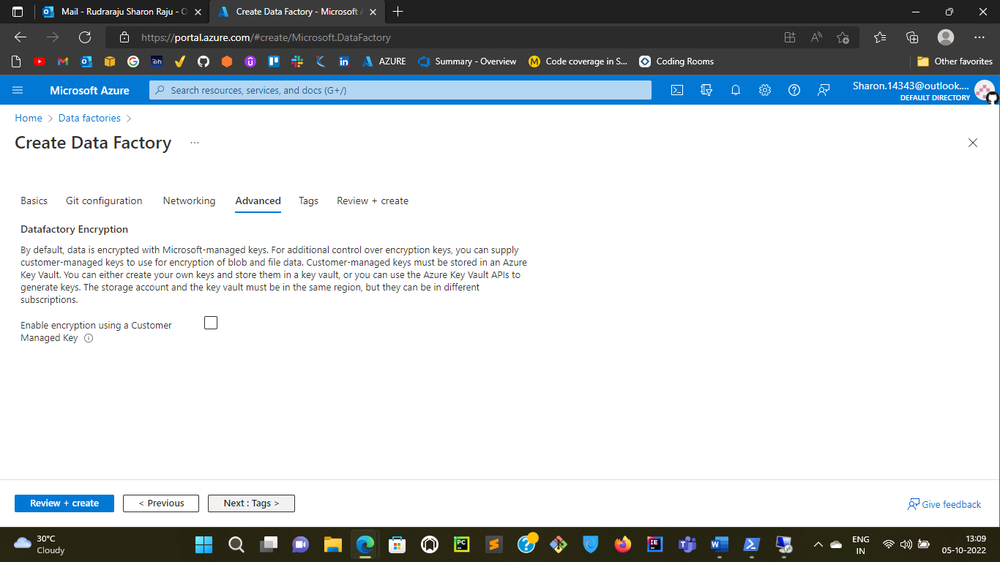 Mail - Rudraraju Sharon Raju - O
Create Data Factory - Microsoft A
https://portal.azure.com/#create/Microsoft.DataFactory
AZURE
Summary - Overview
Code coverage in S...
Coding Rooms
Other favorites
Microsoft Azure
Search resources, services, and docs (G+/)
Sharon.14343@outlook....
DEFAULT DIRECTORY
Home > Data factories >
Create Data Factory ...
Basics Git configuration Networking Advanced Tags Review + create
Datafactory Encryption
By default, data is encrypted with Microsoft-managed keys. For additional control over encryption keys, you can supply
customer-managed keys to use for encryption of blob and file data. Customer-managed keys must be stored in an Azure
Key Vault. You can either create your own keys and store them in a key vault, or you can use the Azure Key Vault APIs to
generate keys. The storage account and the key vault must be in the same region, but they can be in different
subscriptions.
Enable encryption using a Customer
Managed Key
Review + create
< Previous
Next : Tags >
Give feedback
30°C
Cloudy
ENG
IN
13:09
05-10-2022